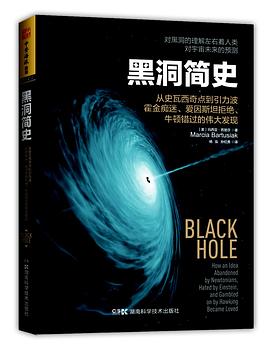 对黑洞的理解左右着人类
对宇宙未来的预测
黑洞简史
从史瓦西奇点到引力波
霍金痴迷、爱因斯坦拒绝、
牛顿错过的伟大发现
Marcia Bartusiak
BLACK
HOLE
How an Idea
Abandoned
by Newtonians,
Hated by Einstein,
and Gambled
on by Hawking
Became Loved
湖南科学技术出版社
黑洞简史